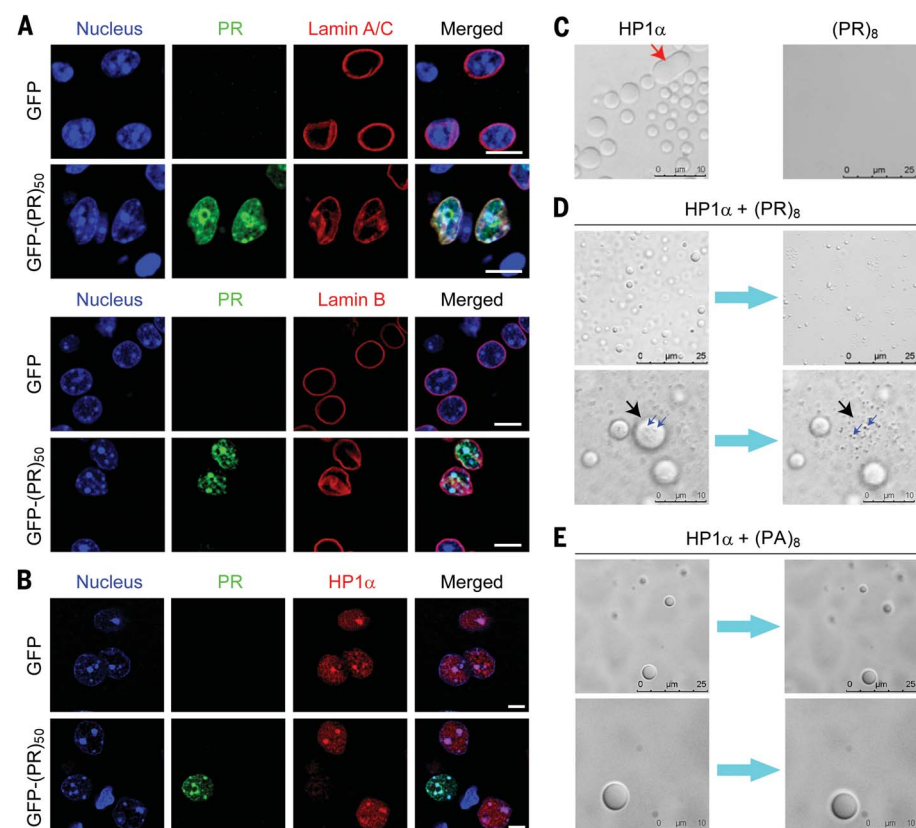 A
Nucleus PR Lamin A/C Merged
GFP
GFP-(PR)50
Nucleus PR Lamin B Merged
GFP
GFP-(PR)50
B
Nucleus PR HP1α Merged
GFP
GFP-(PR)50
C
HP1α (PR)8
0 µm 10
0 µm 25
D
HP1α + (PR)8
0 µm 25
0 µm 25
0 µm 10
0 µm 10
E
HP1α + (PA)8
0 µm 25
0 µm 25
0 µm 10
0 µm 10